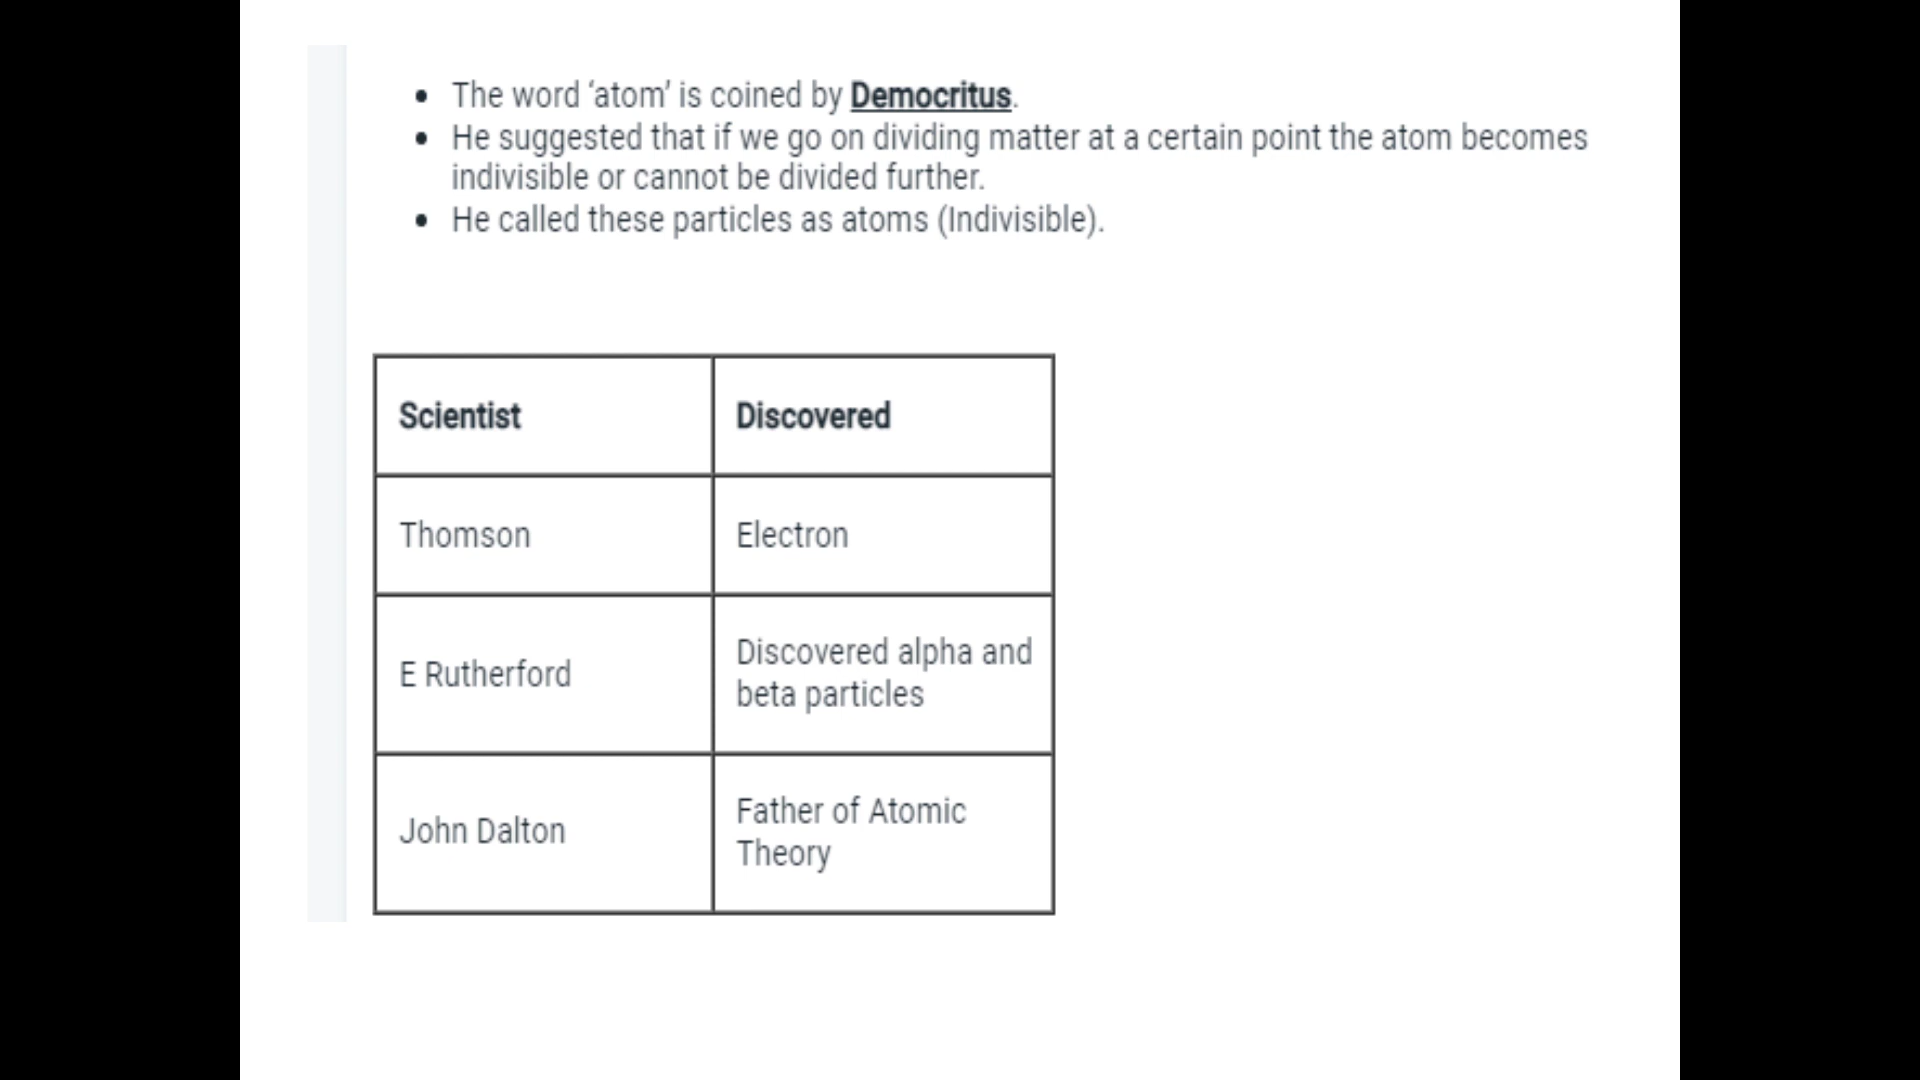 The word ‘atom’ is coined by Democritus.
He suggested that if we go on dividing matter at a certain point the atom becomes
indivisible or cannot be divided further.
He called these particles as atoms (Indivisible).
Scientist
Discovered
Thomson
Electron
E Rutherford
Discovered alpha and
beta particles
John Dalton
Father of Atomic
Theory